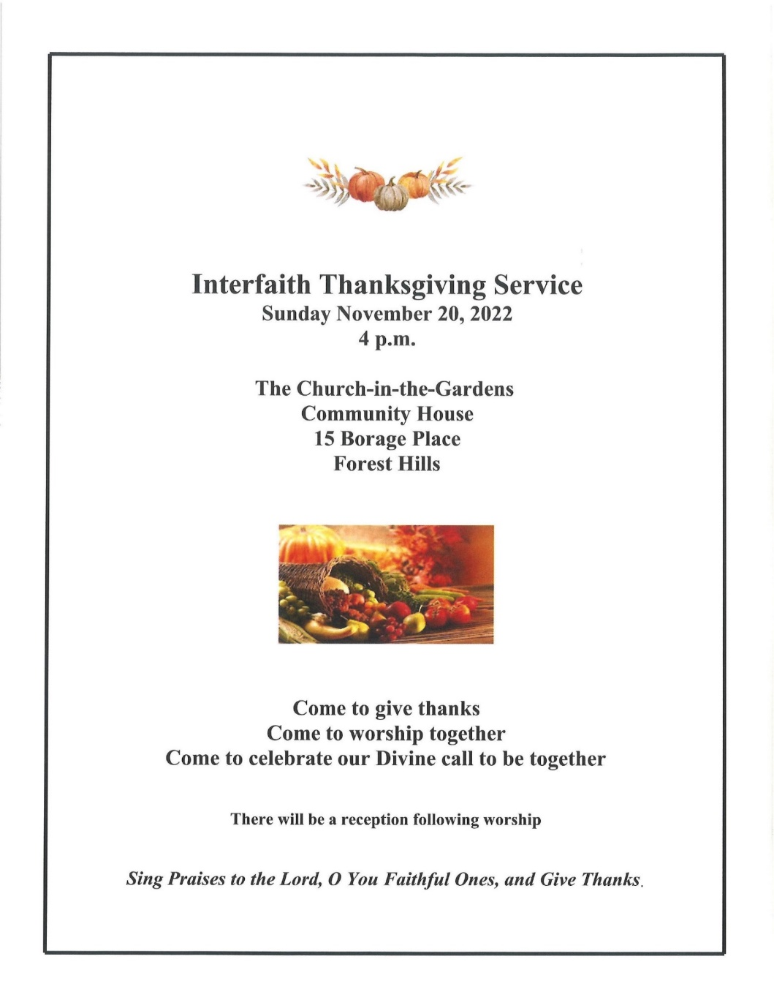 Interfaith Thanksgiving Service
Sunday November 20, 2022
4 p.m.
The Church-in-the-Gardens
Community House
15 Borage Place
Forest Hills
Come to give thanks
Come to worship together
Come to celebrate our Divine call to be together
There will be a reception following worship
Sing Praises to the Lord, O You Faithful Ones, and Give Thanks.